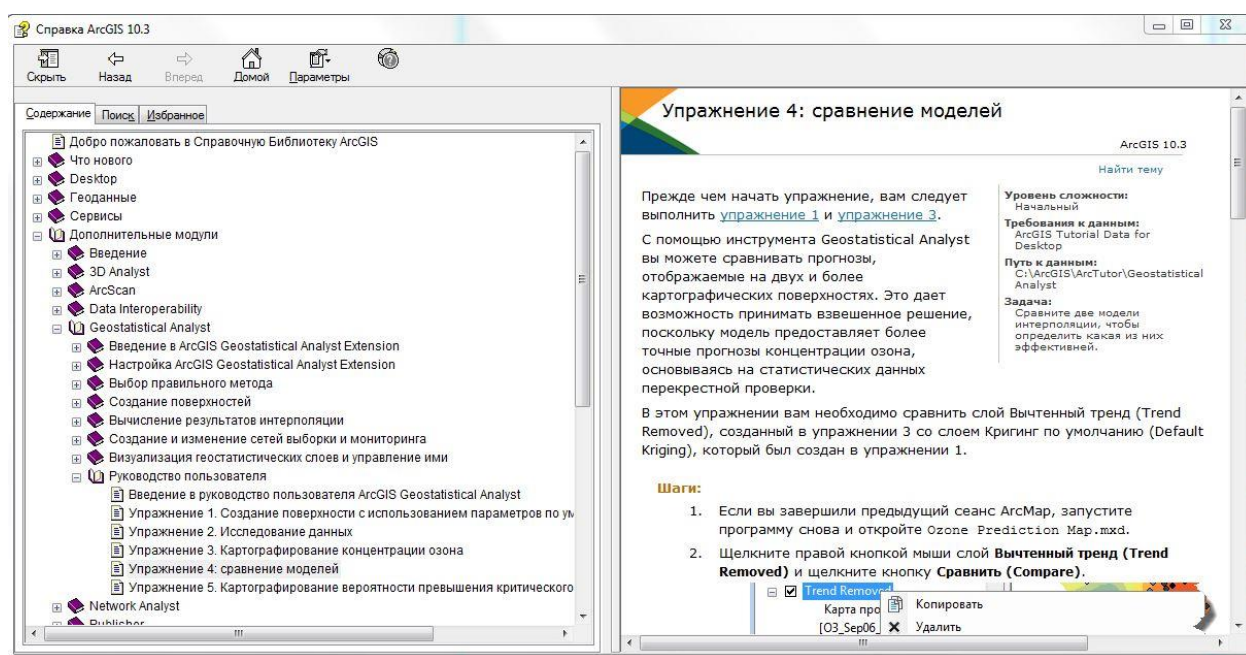 Справка ArcGIS 10.3
Скрыть Назад Вперед Домой Параметры
Содержание Поиск Избранное
Добро пожаловать в Справочную Библиотеку ArcGIS
Что нового
Desktop
Геоданные
Сервисы
Дополнительные модули
Введение
3D Analyst
ArcScan
Data Interoperability
Geostatistical Analyst
Введение в ArcGIS Geostatistical Analyst Extension
Настройка ArcGIS Geostatistical Analyst Extension
Выбор правильного метода
Создание поверхностей
Вычисление результатов интерполяции
Создание и изменение сетей выборки и мониторинга
Визуализация геостатистических слоев и управление ими
Руководство пользователя
Введение в руководство пользователя ArcGIS Geostatistical Analyst
Упражнение 1. Создание поверхности с использованием параметров по ум
Упражнение 2. Исследование данных
Упражнение 3. Картографирование концентрации озона
Упражнение 4: сравнение моделей
Упражнение 5. Картографирование вероятности превышения критического
Network Analyst
Publisher
Упражнение 4: сравнение моделей
ArcGIS 10.3
Найти тему
Прежде чем начать упражнение, вам следует
выполнить упражнение 1 и упражнение 3.
С помощью инструмента Geostatistical Analyst
вы можете сравнивать прогнозы,
отображаемые на двух и более
картографических поверхностях. Это дает
возможность принимать взвешенное решение,
поскольку модель предоставляет более
точные прогнозы концентрации озона,
основываясь на статистических данных
перекрестной проверки.
Уровень сложности:
Начальный
Требования к данным:
ArcGIS Tutorial Data for
Desktop
Путь к данным:
C:\ArcGIS\ArcTutor\Geostatistical
Analyst
Задача:
Сравните две модели
интерполяции, чтобы
определить какая из них
эффективней.
В этом упражнении вам необходимо сравнить слой Вычтенный тренд (Trend
Removed), созданный в упражнении 3 со слоем Кригинг по умолчанию (Default
Kriging), который был создан в упражнении 1.
Шаги:
1. Если вы завершили предыдущий сеанс ArcMap, запустите
программу снова и откройте Ozone Prediction Map.mxd.
2. Щелкните правой кнопкой мыши слой Вычтенный тренд (Trend
Removed) и щелкните кнопку Сравнить (Compare).
Trend Removed
Карта про Копировать
[O3_Sep06_ Удалить